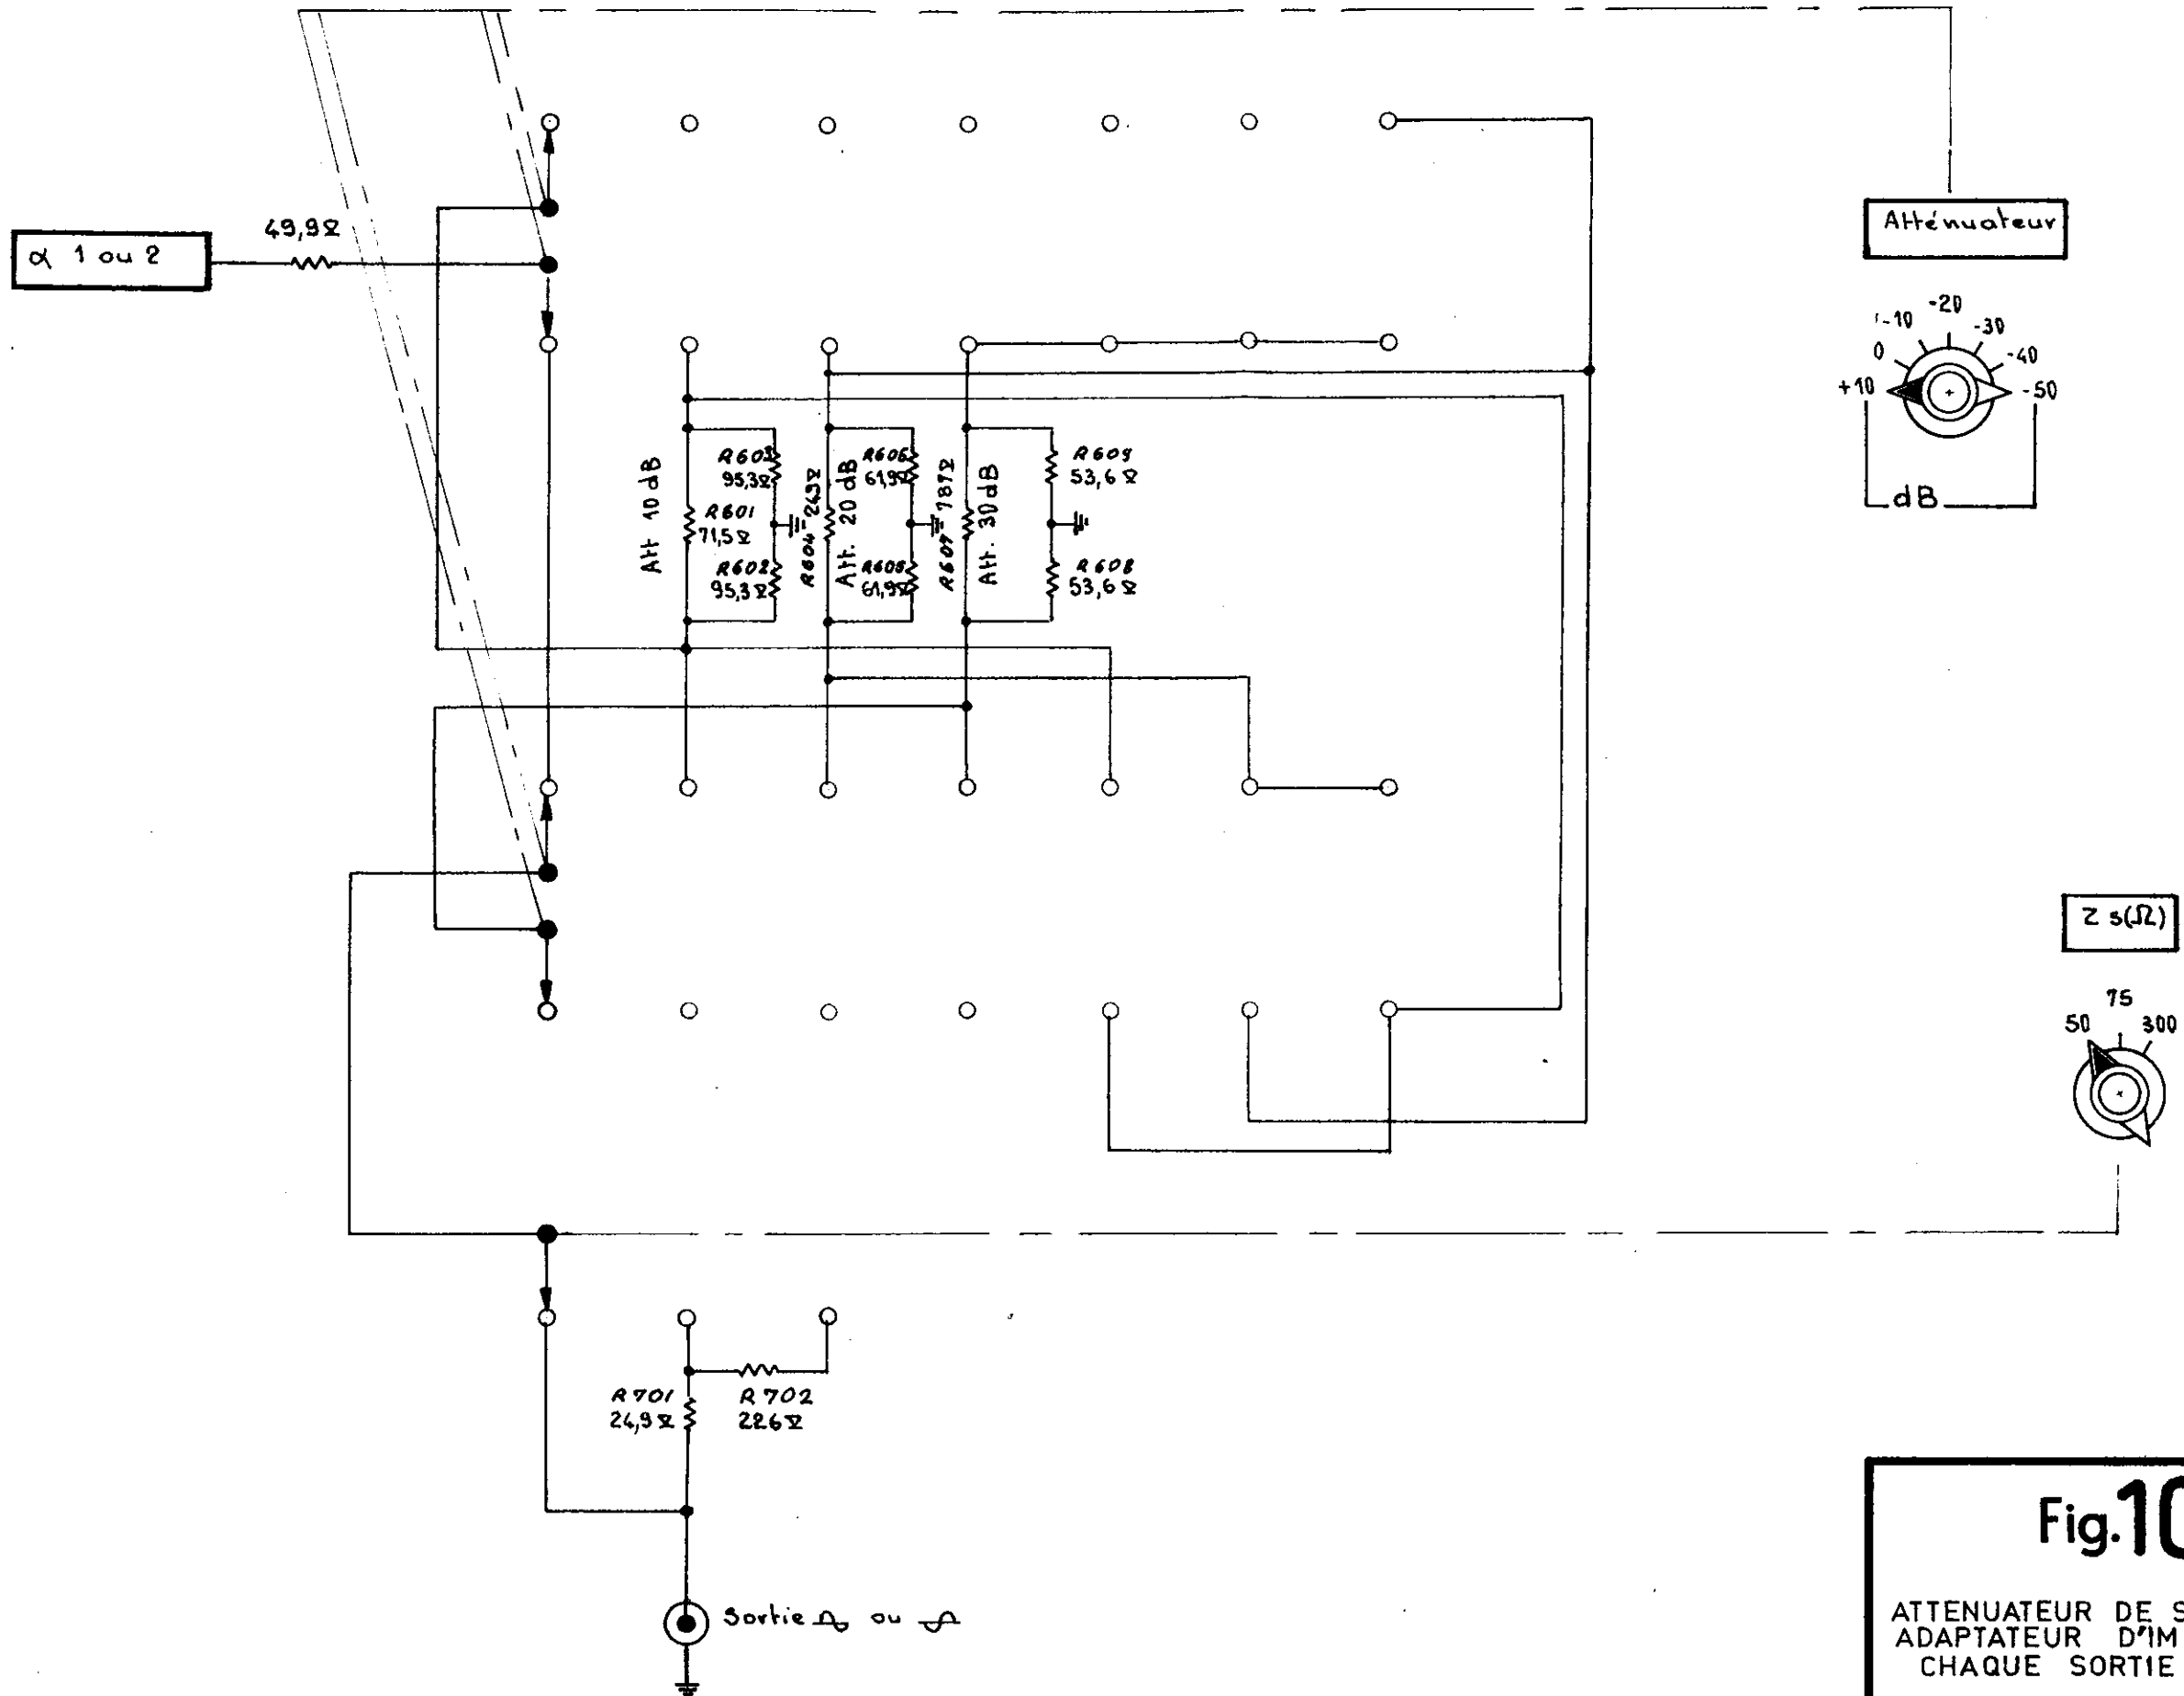 α 1 ou 2
49,9Ω
Atténuateur
+10
0
-10
-20
-30
-40
-50
dB
Att 10 dB
R603
95,3Ω
R601
71,5Ω
R602
95,3Ω
R604 = 249Ω
Att. 20 dB
R606
61,9Ω
R605
61,9Ω
R607 = 787Ω
Att. 30 dB
R609
53,6Ω
R608
53,6Ω
Z s(Ω)
50
75
300
R701
24,9Ω
R702
226Ω
Sortie ou
Fig.10
ATTENUATEUR DE S
ADAPTATEUR D'IM
CHAQUE SORTIE